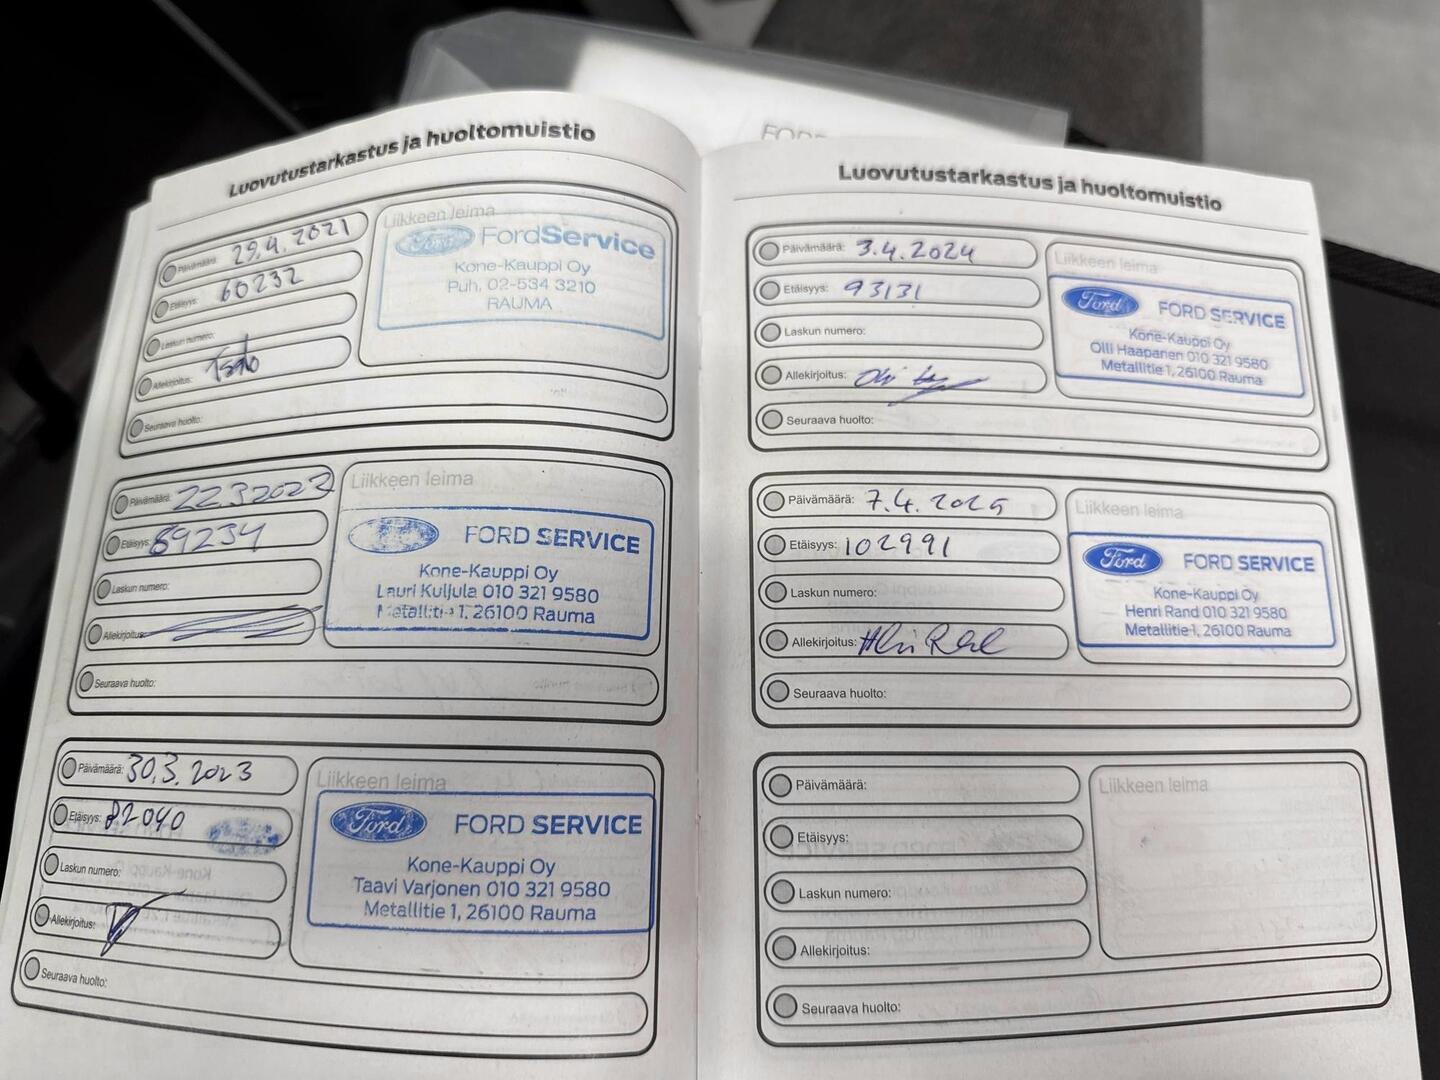 FORD
Luovutustarkastus ja huoltomuistio
Päivämäärä: 29.4.2021
Etäisyys: 60232
Laskun numero:
Allekirjoitus:
Seuraava huolto:
Liikkeen leima
Ford FordService
Kone-Kauppi Oy
Puh. 02-534 3210
RAUMA
Päivämäärä: 22.3.2022
Etäisyys: 69234
Laskun numero:
Allekirjoitus:
Seuraava huolto:
Liikkeen leima
FORD SERVICE
Kone-Kauppi Oy
Lauri Kuljula 010 321 9580
Metallitie 1, 26100 Rauma
Päivämäärä: 30.3.2023
Etäisyys: 82040
Laskun numero:
Allekirjoitus:
Seuraava huolto:
Liikkeen leima
Ford FORD SERVICE
Kone-Kauppi Oy
Taavi Varjonen 010 321 9580
Metallitie 1, 26100 Rauma
Luovutustarkastus ja huoltomuistio
Päivämäärä: 3.4.2024
Etäisyys: 93131
Laskun numero:
Allekirjoitus:
Seuraava huolto:
Liikkeen leima
Ford FORD SERVICE
Kone-Kauppi Oy
Olli Haapanen 010 321 9580
Metallitie 1, 26100 Rauma
Päivämäärä: 7.4.2025
Etäisyys: 102991
Laskun numero:
Allekirjoitus:
Seuraava huolto:
Liikkeen leima
Ford FORD SERVICE
Kone-Kauppi Oy
Henri Rand 010 321 9580
Metallitie 1, 26100 Rauma
Päivämäärä:
Etäisyys:
Laskun numero:
Allekirjoitus:
Seuraava huolto:
Liikkeen leima